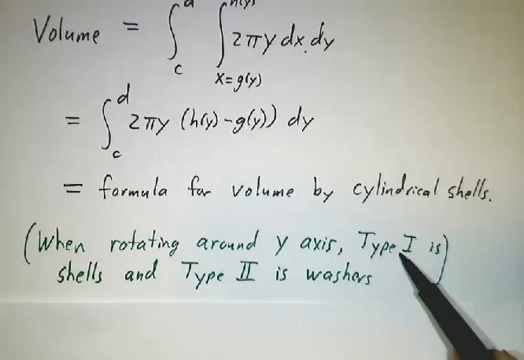 Volume = ∫_c^d ∫_{x=g(y)}^{h(y)} 2πy dx dy
= ∫_c^d 2πy (h(y)-g(y)) dy
= formula for volume by cylindrical shells.
(When rotating around y axis, Type I is
shells and Type II is washers)